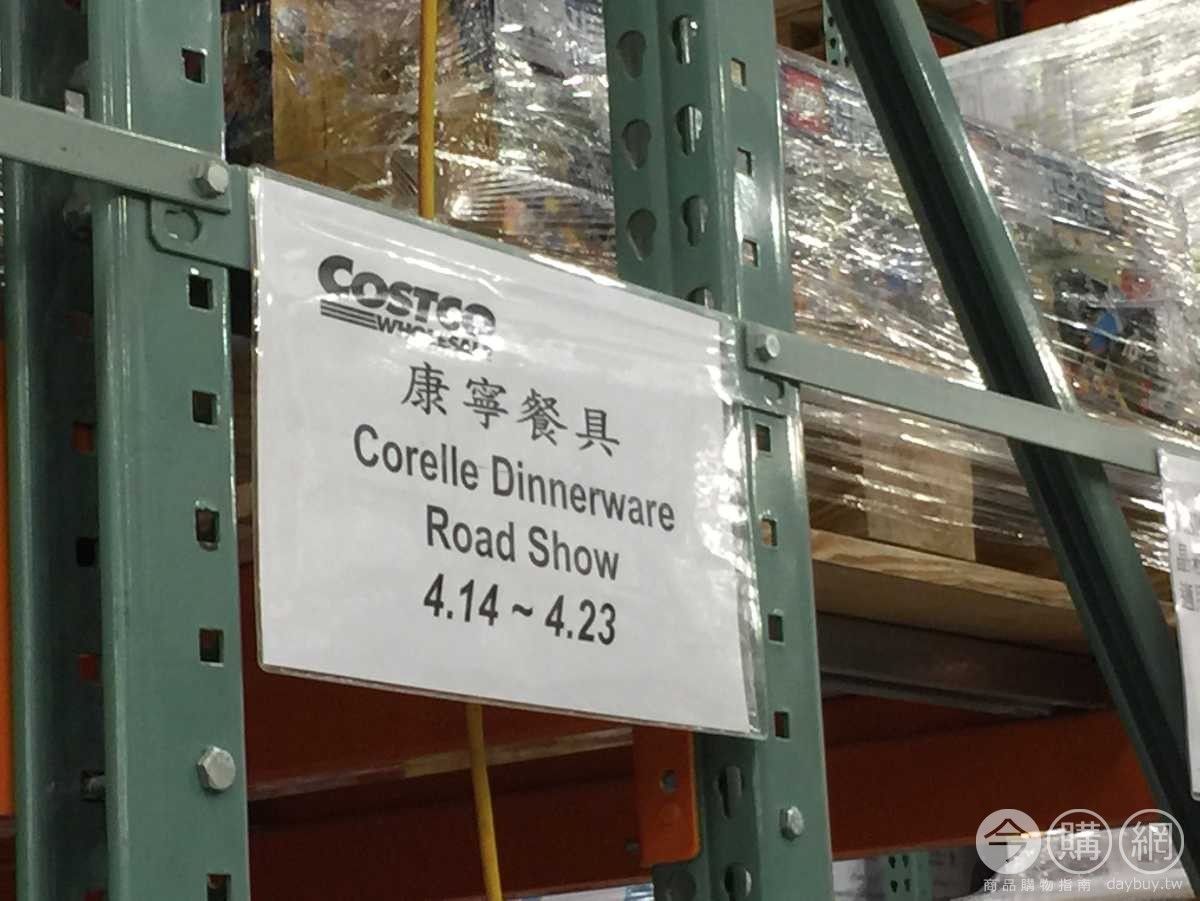 COSTCO
WHOLESALE
康寧餐具
Corelle Dinnerware
Road Show
4.14 ~ 4.23
今購網
商品購物指南 daybuy.tw